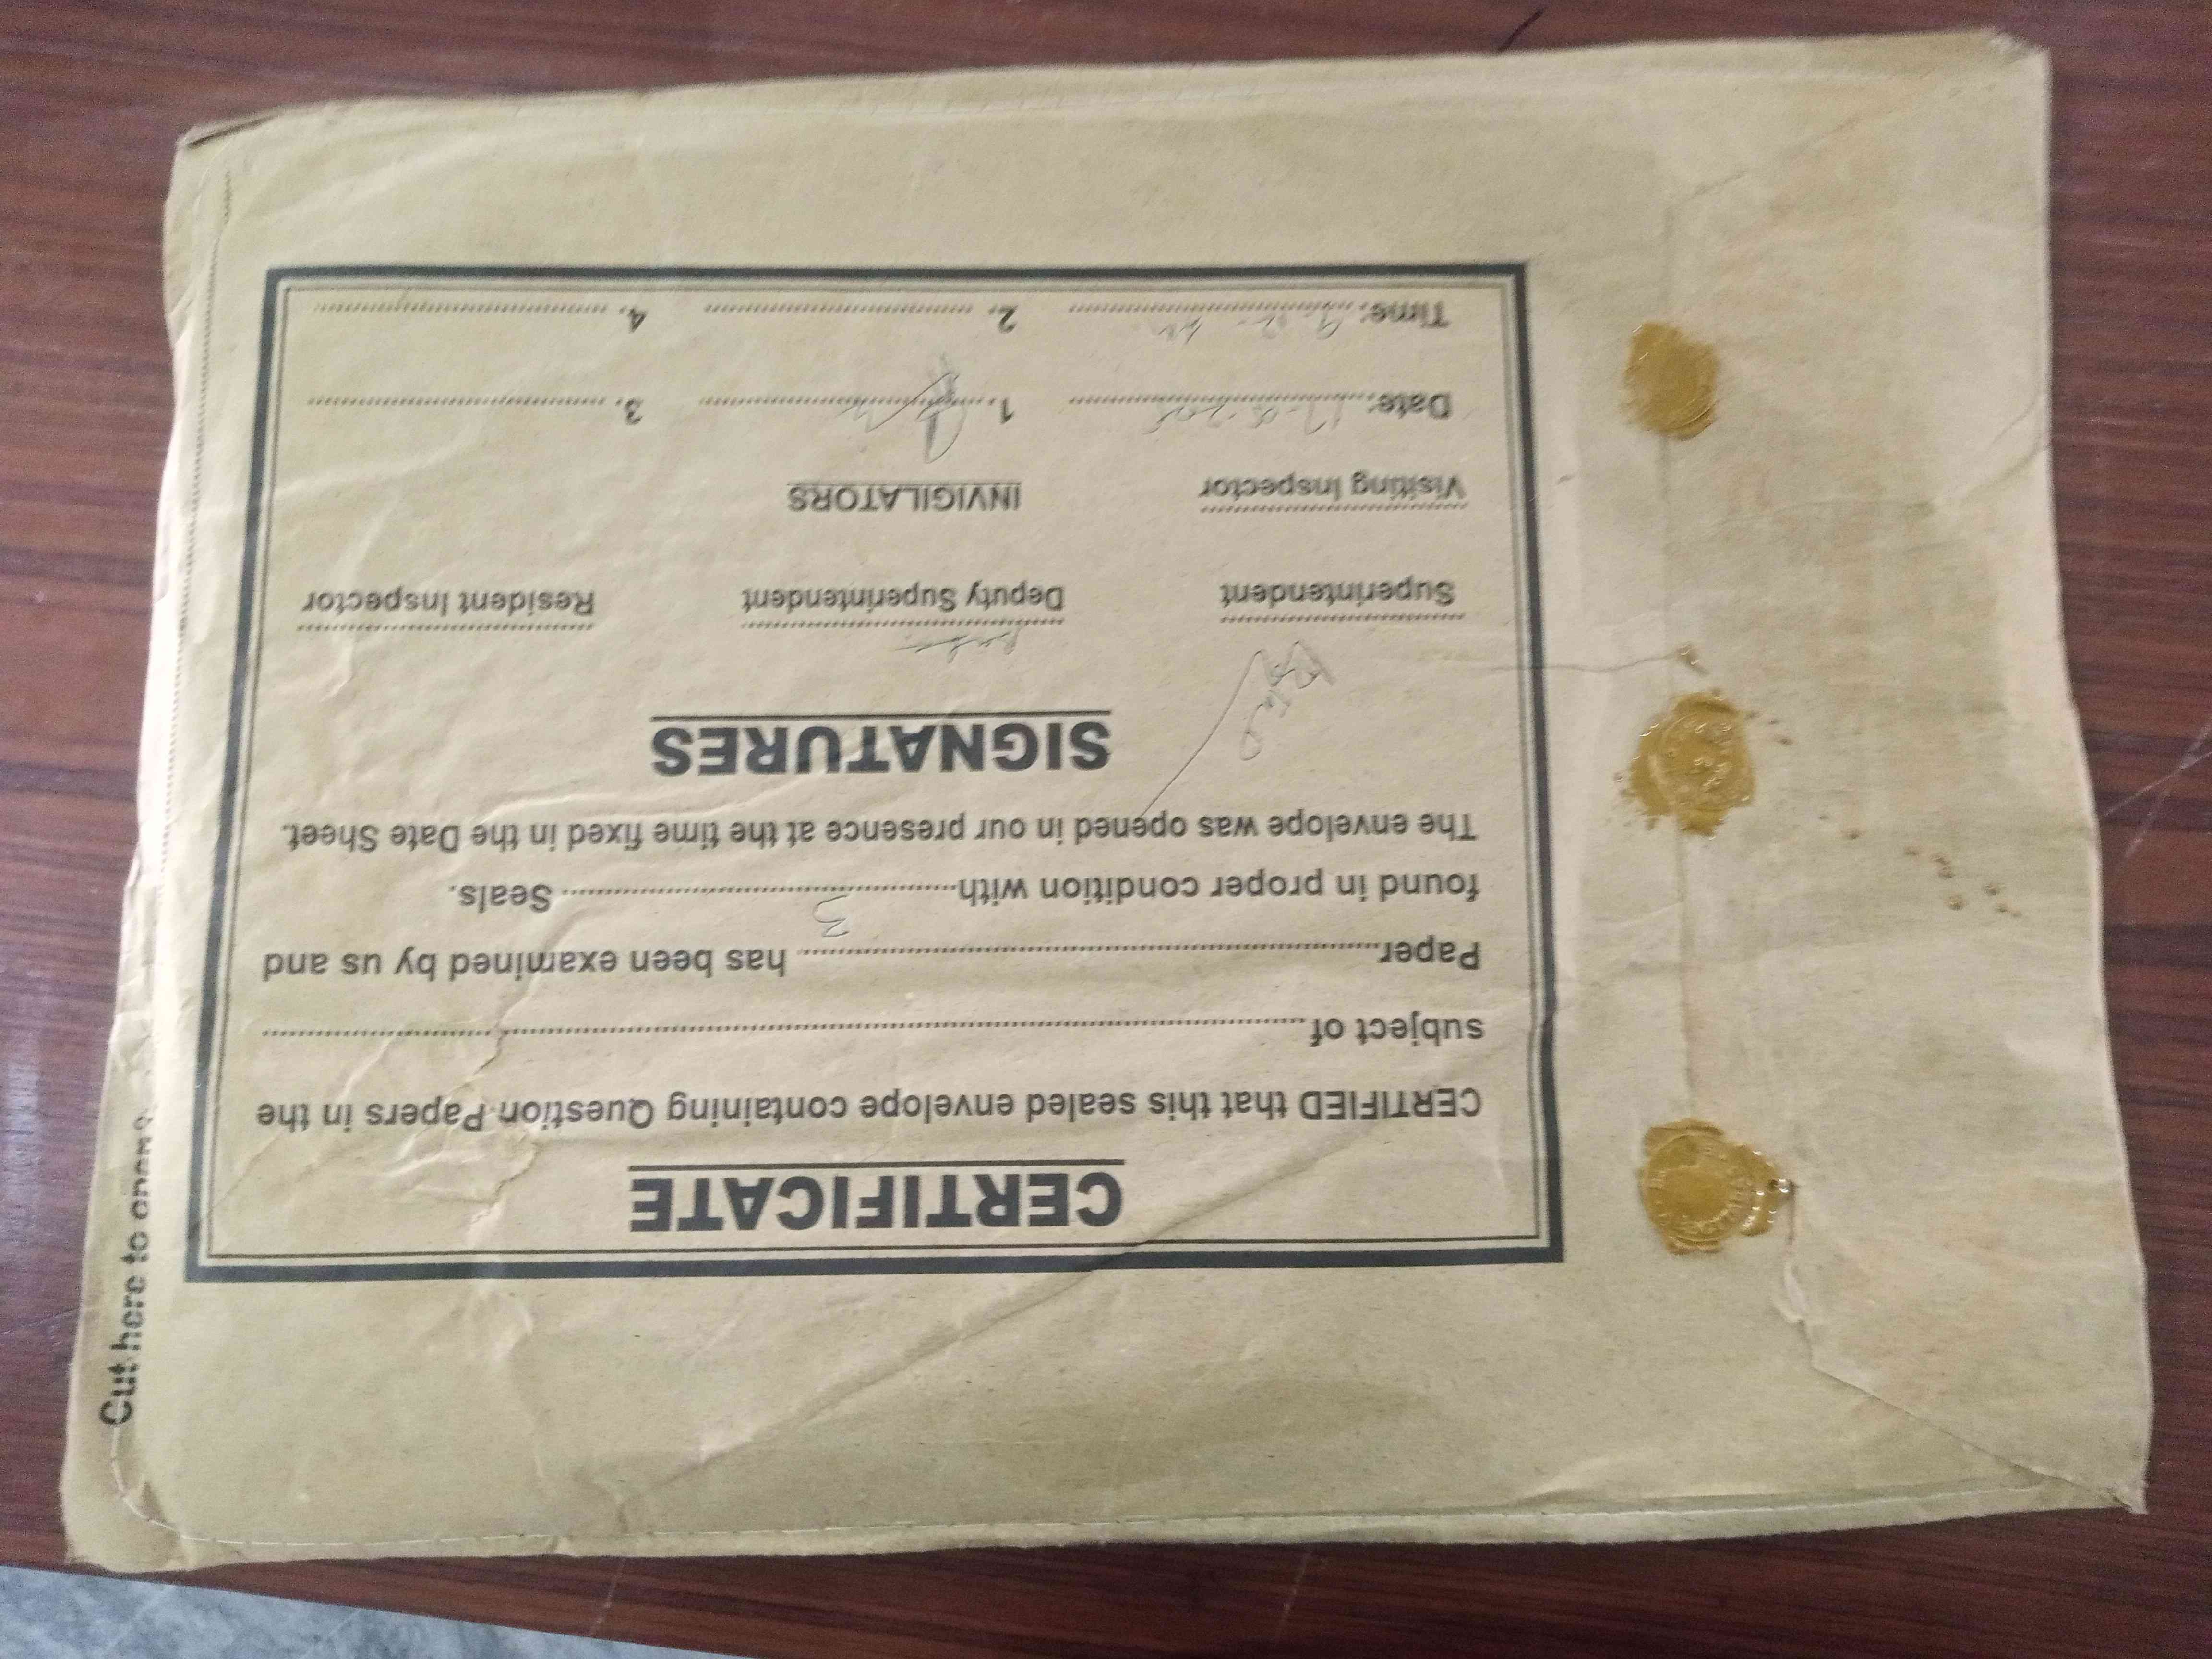 CERTIFICATE
CERTIFIED that this sealed envelope containing Question Papers in the
subject of
Paper has been examined by us and
found in proper condition with 3 Seals.
The envelope was opened in our presence at the time fixed in the Date Sheet.
SIGNATURES
Superintendent Deputy Superintendent Resident Inspector
Visiting Inspector INVIGILATORS
Date: 1. 3.
Time: 2. 4.
Cut here to open